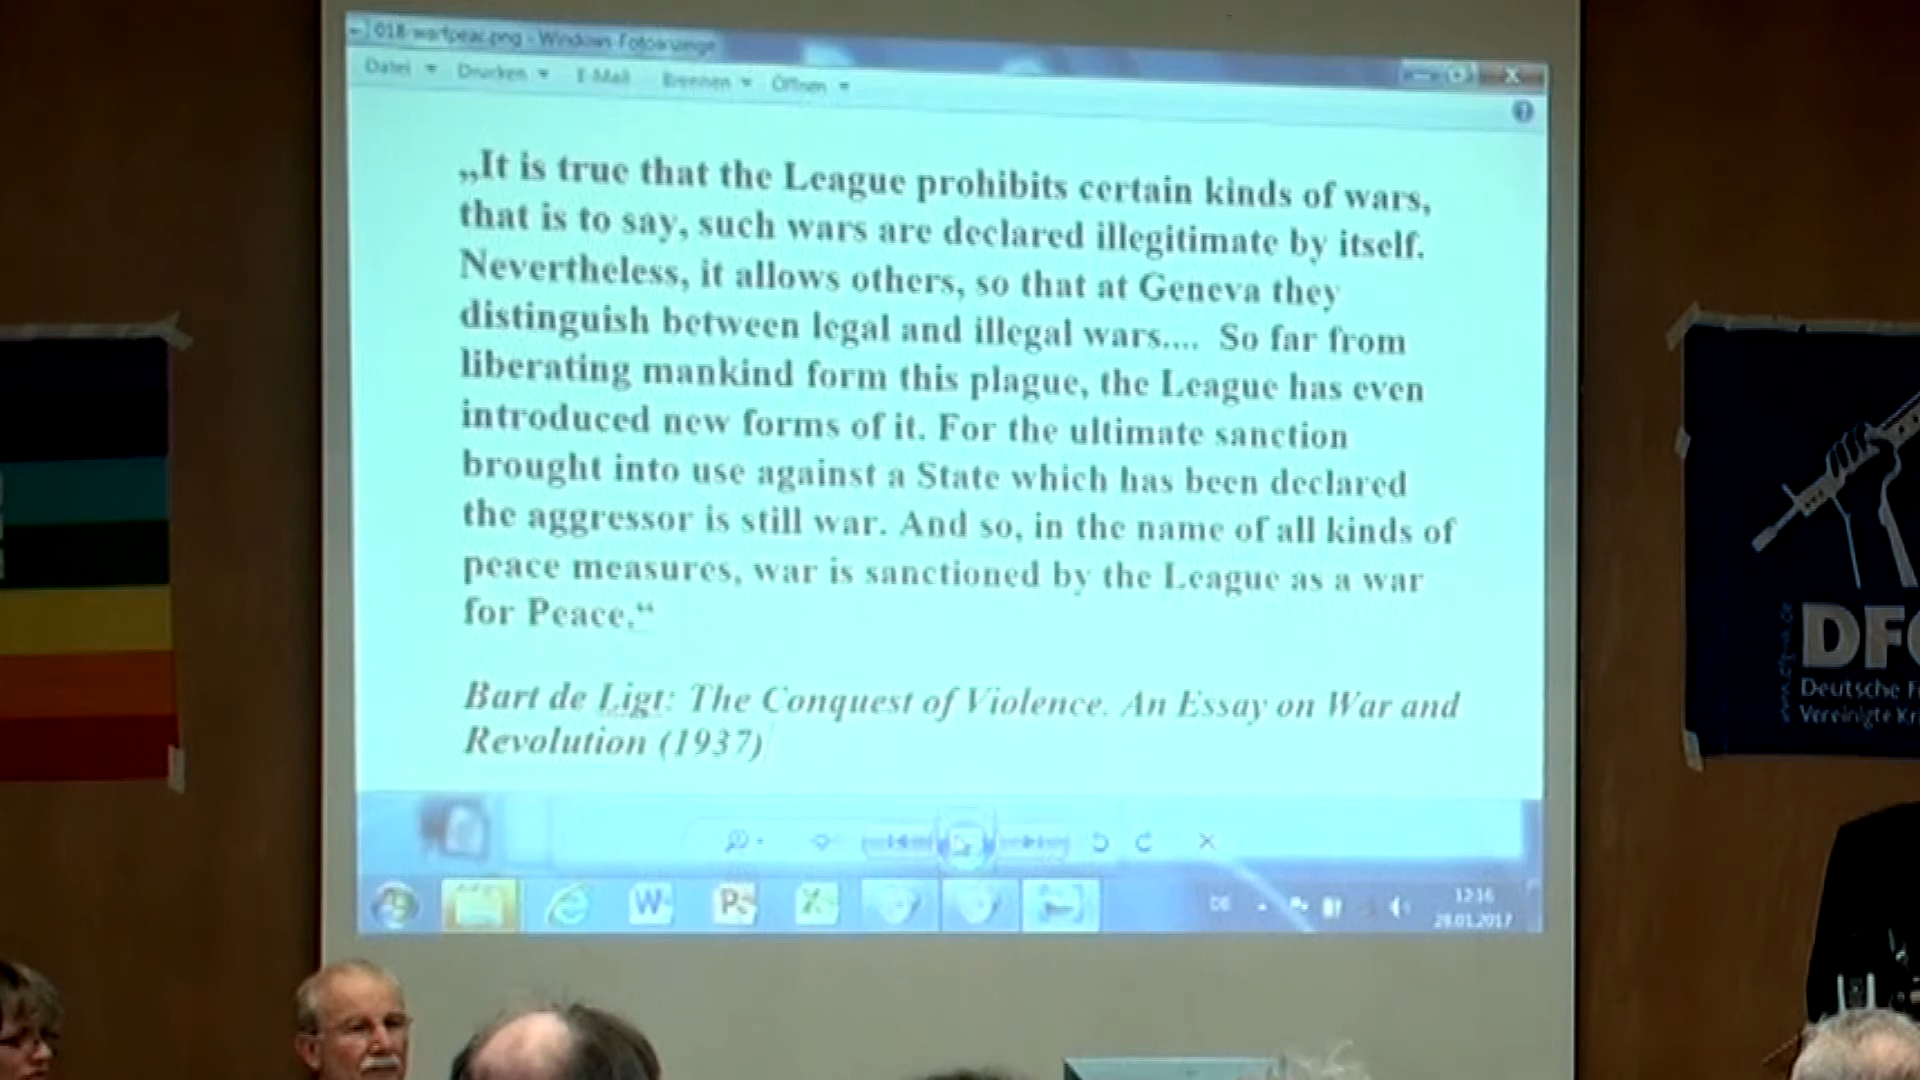 018-warfpeac.png - Windows-Fotoanzeige
Datei Drucken E-Mail Brennen Öffnen
„It is true that the League prohibits certain kinds of wars,
that is to say, such wars are declared illegitimate by itself.
Nevertheless, it allows others, so that at Geneva they
distinguish between legal and illegal wars.... So far from
liberating mankind form this plague, the League has even
introduced new forms of it. For the ultimate sanction
brought into use against a State which has been declared
the aggressor is still war. And so, in the name of all kinds of
peace measures, war is sanctioned by the League as a war
for Peace.“
Bart de Ligt: The Conquest of Violence. An Essay on War and
Revolution (1937)
DE
12:16
28.01.2017
DFG
Deutsche
Vereinigte